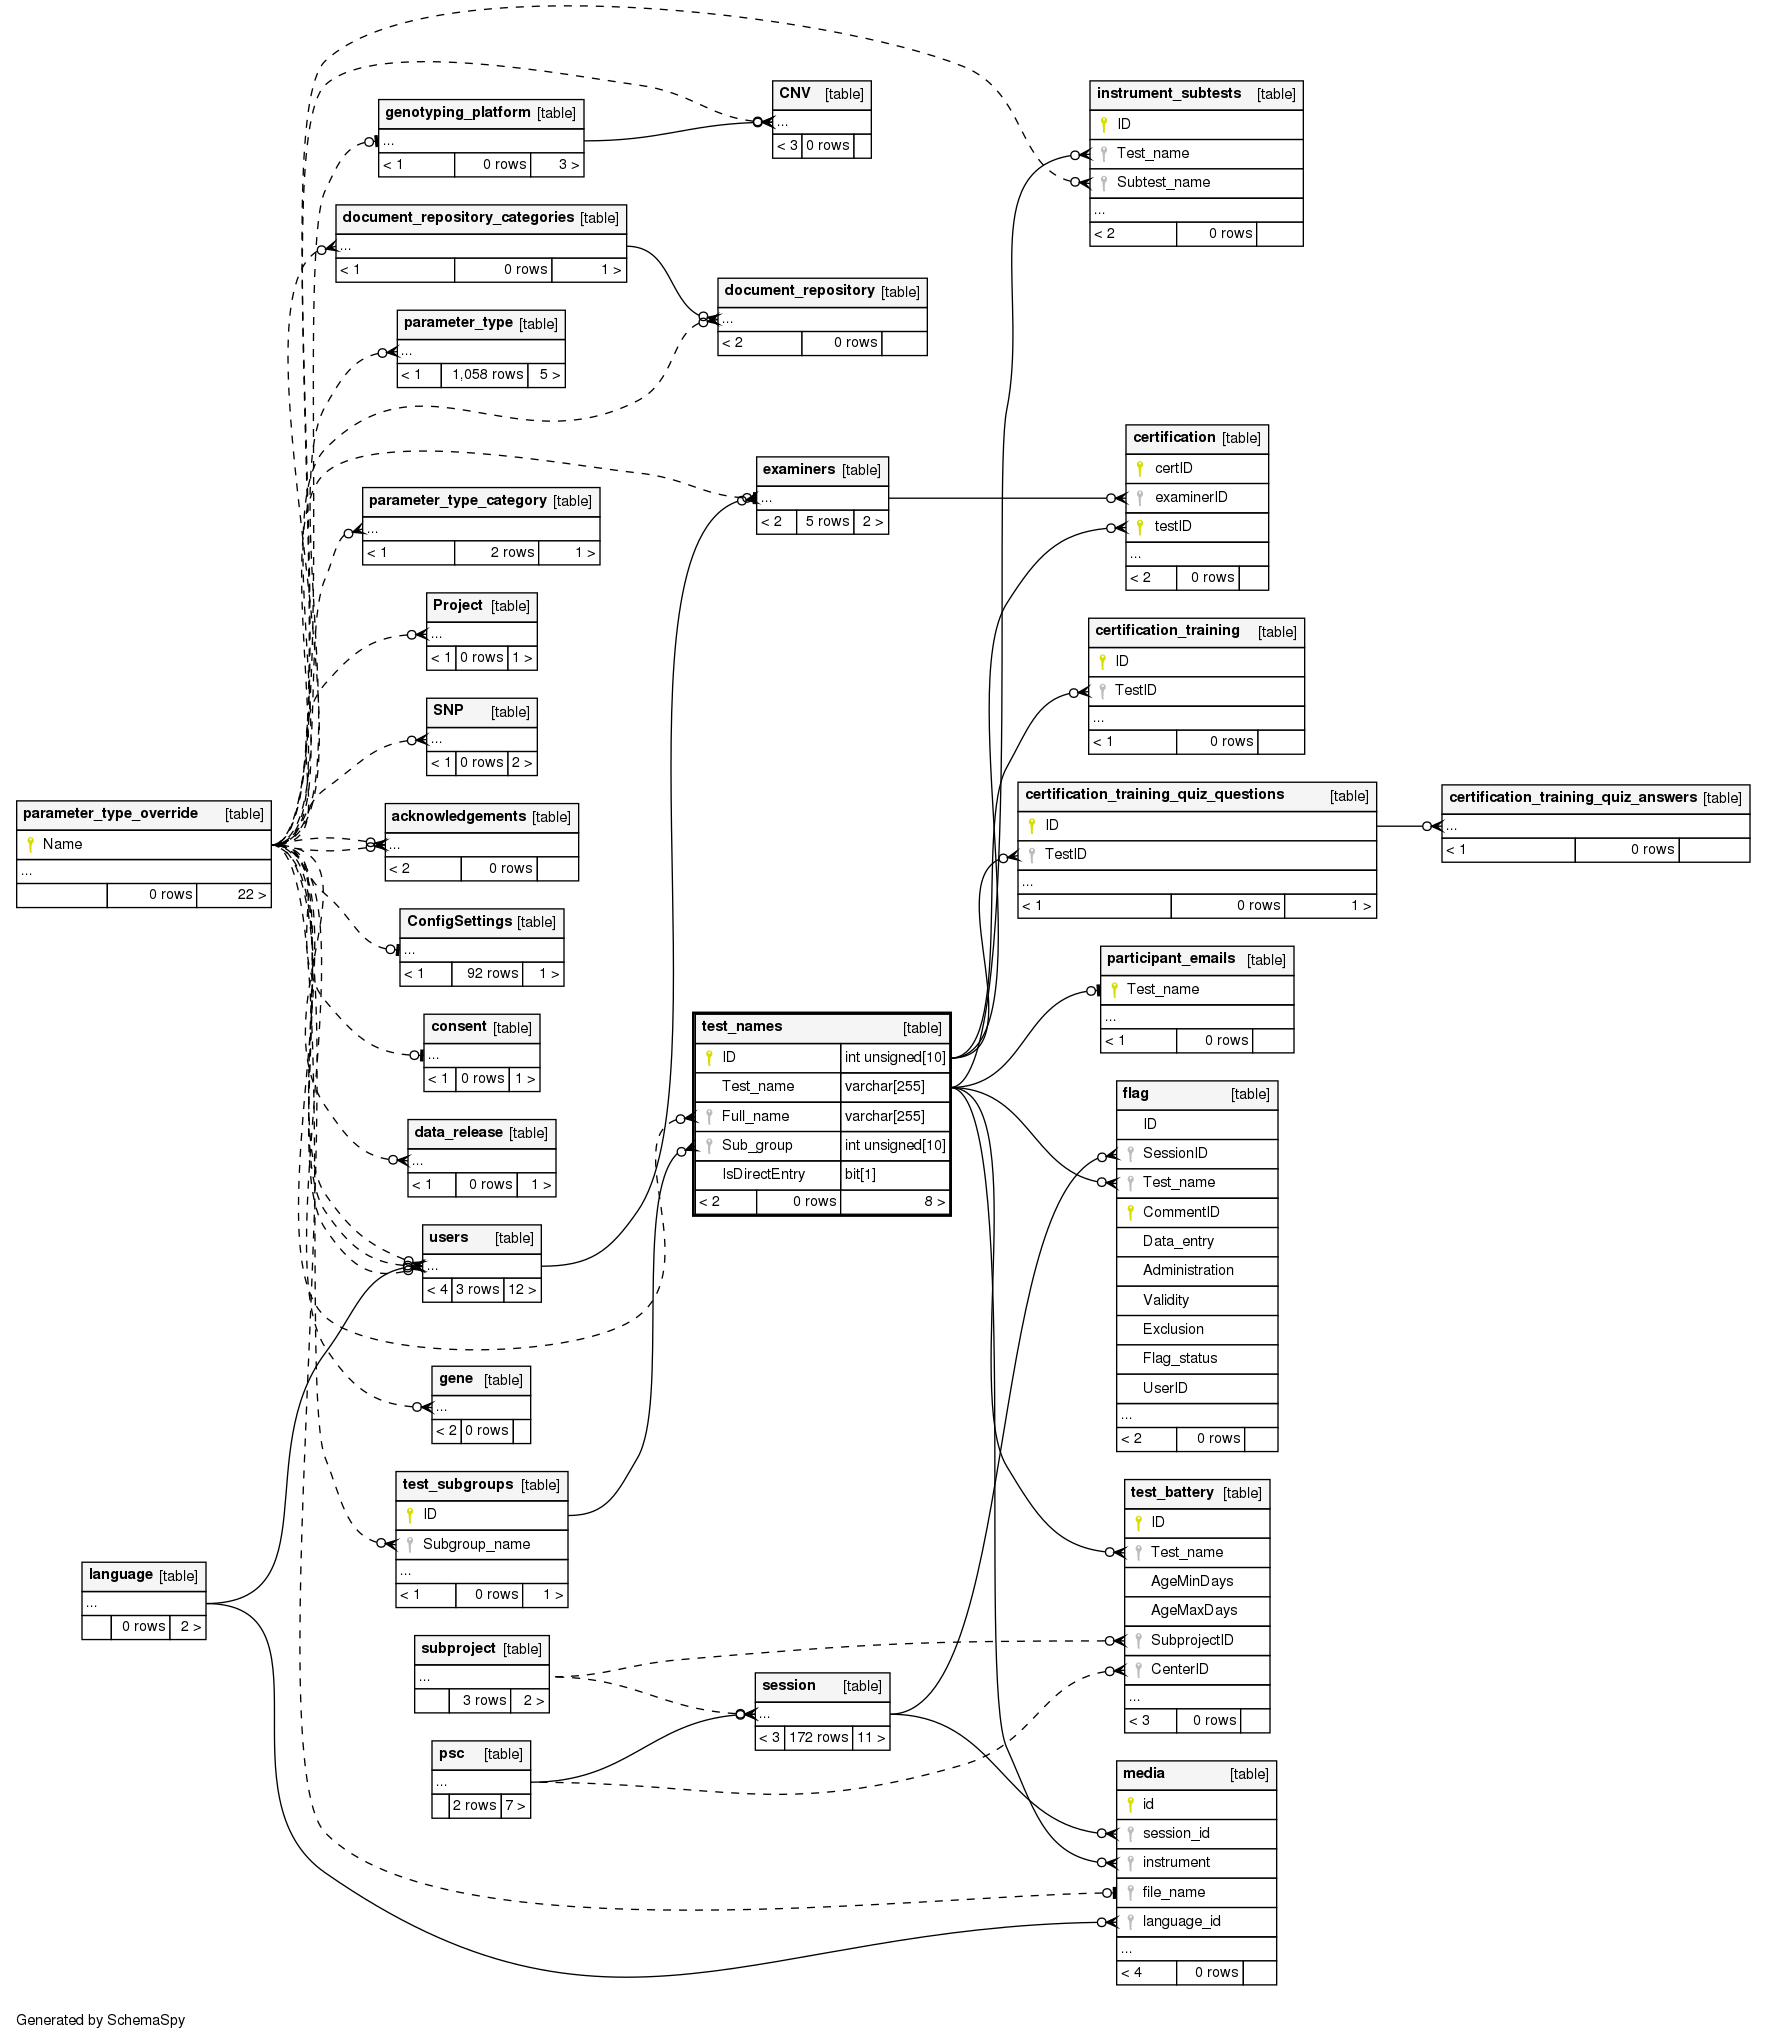 genotyping_platform [table]
...
< 1 0 rows 3 >
CNV [table]
...
< 3 0 rows
instrument_subtests [table]
ID
Test_name
Subtest_name
...
< 2 0 rows
document_repository_categories [table]
...
< 1 0 rows 1 >
document_repository [table]
...
< 2 0 rows
parameter_type [table]
...
< 1 1,058 rows 5 >
examiners [table]
...
< 2 5 rows 2 >
certification [table]
certID
examinerID
testID
...
< 2 0 rows
parameter_type_category [table]
...
< 1 2 rows 1 >
Project [table]
...
< 1 0 rows 1 >
certification_training [table]
ID
TestID
...
< 1 0 rows
SNP [table]
...
< 1 0 rows 2 >
parameter_type_override [table]
Name
...
0 rows 22 >
acknowledgements [table]
...
< 2 0 rows
certification_training_quiz_questions [table]
ID
TestID
...
< 1 0 rows 1 >
certification_training_quiz_answers [table]
...
< 1 0 rows
ConfigSettings [table]
...
< 1 92 rows 1 >
participant_emails [table]
Test_name
...
< 1 0 rows
consent [table]
...
< 1 0 rows 1 >
test_names [table]
ID int unsigned[10]
Test_name varchar[255]
Full_name varchar[255]
Sub_group int unsigned[10]
IsDirectEntry bit[1]
< 2 0 rows 8 >
flag [table]
ID
SessionID
Test_name
CommentID
Data_entry
Administration
Validity
Exclusion
Flag_status
UserID
...
< 2 0 rows
data_release [table]
...
< 1 0 rows 1 >
users [table]
...
< 4 3 rows 12 >
gene [table]
...
< 2 0 rows
test_subgroups [table]
ID
Subgroup_name
...
< 1 0 rows 1 >
test_battery [table]
ID
Test_name
AgeMinDays
AgeMaxDays
SubprojectID
CenterID
...
< 3 0 rows
language [table]
...
0 rows 2 >
subproject [table]
...
3 rows 2 >
session [table]
...
< 3 172 rows 11 >
psc [table]
...
2 rows 7 >
media [table]
id
session_id
instrument
file_name
language_id
...
< 4 0 rows
Generated by SchemaSpy